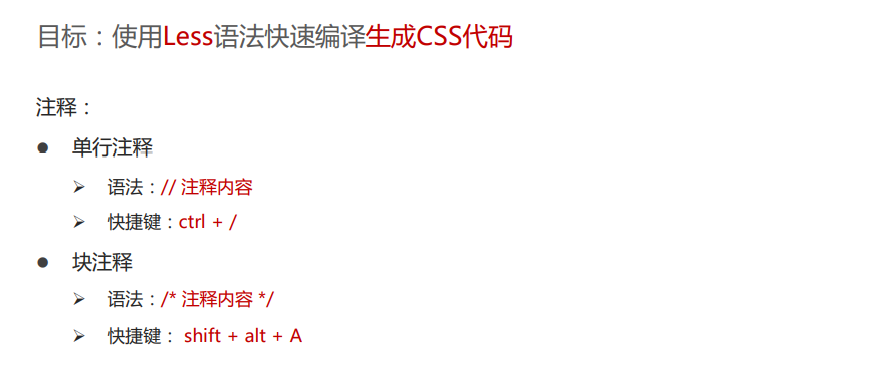 目标：使用Less语法快速编译生成CSS代码
注释：
● 单行注释
➢ 语法：// 注释内容
➢ 快捷键：ctrl + /
● 块注释
➢ 语法：/* 注释内容 */
➢ 快捷键： shift + alt + A